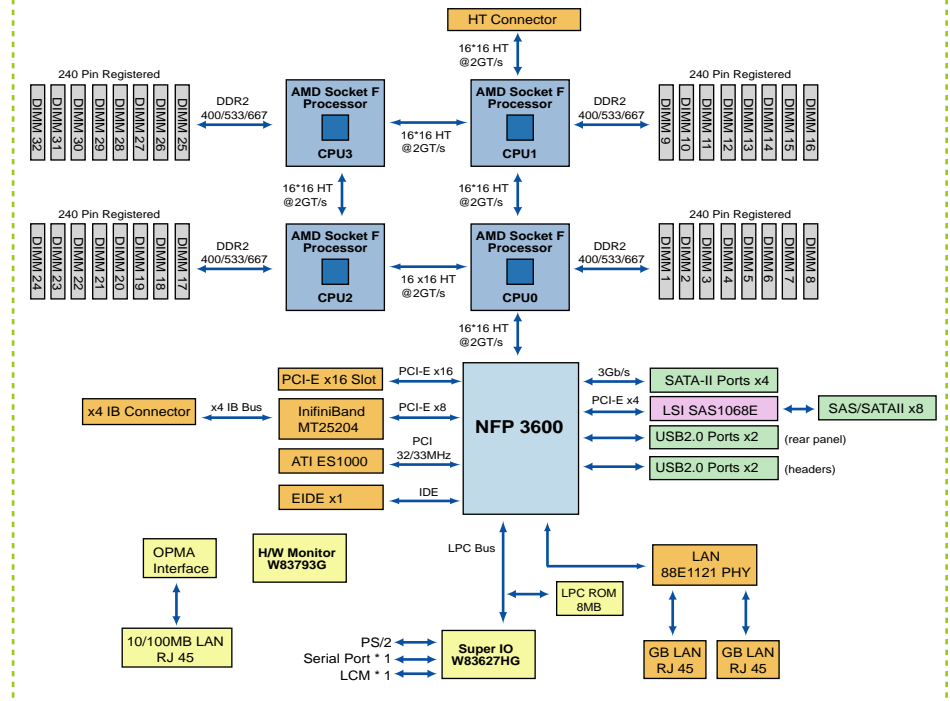 HT Connector
16*16 HT
@2GT/s
240 Pin Registered
DIMM 32
DIMM 31
DIMM 30
DIMM 29
DIMM 28
DIMM 27
DIMM 26
DIMM 25
DDR2
400/533/667
AMD Socket F
Processor
CPU3
16*16 HT
@2GT/s
AMD Socket F
Processor
CPU1
DDR2
400/533/667
240 Pin Registered
DIMM 9
DIMM 10
DIMM 11
DIMM 12
DIMM 13
DIMM 14
DIMM 15
DIMM 16
16*16 HT
@2GT/s
16*16 HT
@2GT/s
240 Pin Registered
DIMM 24
DIMM 23
DIMM 22
DIMM 21
DIMM 20
DIMM 19
DIMM 18
DIMM 17
DDR2
400/533/667
AMD Socket F
Processor
CPU2
16 x16 HT
@2GT/s
AMD Socket F
Processor
CPU0
DDR2
400/533/667
240 Pin Registered
DIMM 1
DIMM 2
DIMM 3
DIMM 4
DIMM 5
DIMM 6
DIMM 7
DIMM 8
16*16 HT
@2GT/s
PCI-E x16 Slot
PCI-E x16
NFP 3600
3Gb/s
SATA-II Ports x4
x4 IB Connector
x4 IB Bus
InifiniBand
MT25204
PCI-E x8
PCI-E x4
LSI SAS1068E
SAS/SATAII x8
USB2.0 Ports x2
(rear panel)
ATI ES1000
PCI
32/33MHz
USB2.0 Ports x2
(headers)
EIDE x1
IDE
OPMA
Interface
H/W Monitor
W83793G
LPC Bus
LAN
88E1121 PHY
LPC ROM
8MB
10/100MB LAN
RJ 45
PS/2
Serial Port * 1
LCM * 1
Super IO
W83627HG
GB LAN
RJ 45
GB LAN
RJ 45